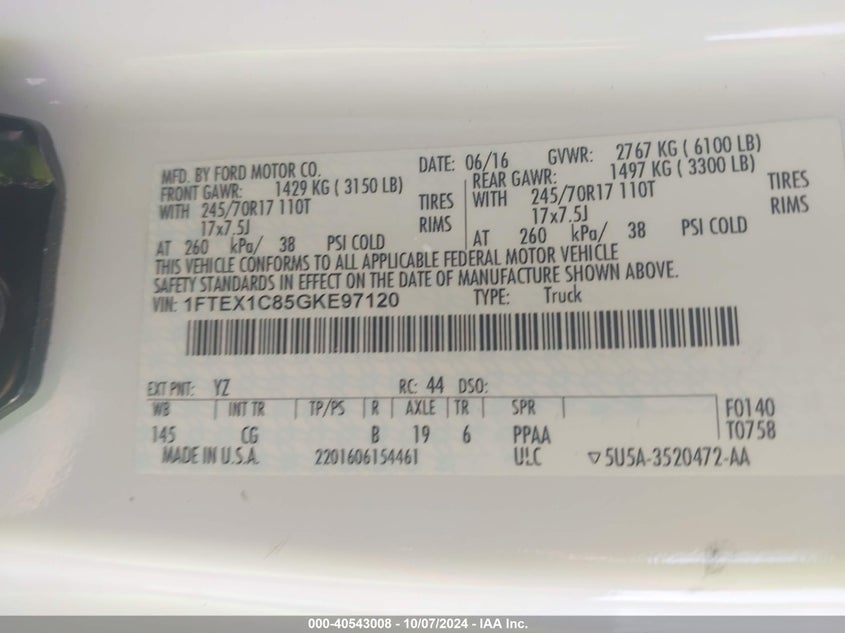 MFD. BY FORD MOTOR CO. DATE: 06/16 GVWR: 2767 KG ( 6100 LB)
FRONT GAWR: 1429 KG ( 3150 LB) REAR GAWR: 1497 KG ( 3300 LB)
WITH 245/70R17 110T TIRES WITH 245/70R17 110T TIRES
17x7.5J RIMS 17x7.5J RIMS
AT 260 kPa/ 38 PSI COLD AT 260 kPa/ 38 PSI COLD
THIS VEHICLE CONFORMS TO ALL APPLICABLE FEDERAL MOTOR VEHICLE
SAFETY STANDARDS IN EFFECT ON THE DATE OF MANUFACTURE SHOWN ABOVE.
VIN: 1FTEX1C85GKE97120 TYPE: Truck
EXT PNT: YZ RC: 44 DSO:
WB INT TR TP/PS R AXLE TR SPR F0140
145 CG B 19 6 PPAA T0758
MADE IN U.S.A. 2201606154461 ULC ▽5U5A-3520472-AA
000-40543008 - 10/07/2024 - IAA Inc.